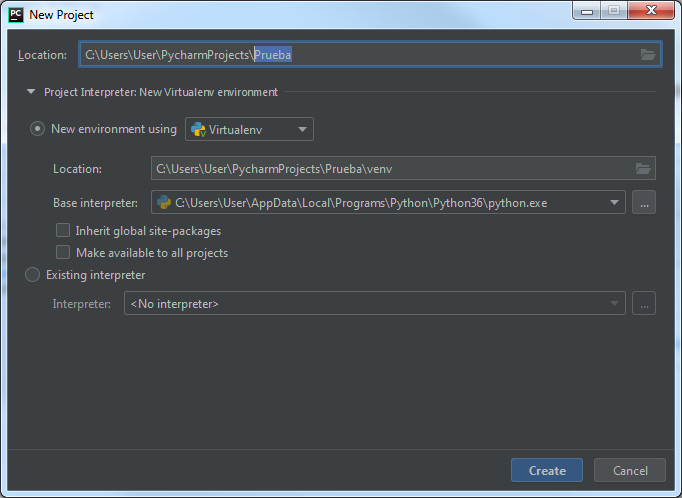 PC New Project
Location: C:\Users\User\PycharmProjects\Prueba
Project Interpreter: New Virtualenv environment
New environment using Virtualenv
Location: C:\Users\User\PycharmProjects\Prueba\venv
Base interpreter: C:\Users\User\AppData\Local\Programs\Python\Python36\python.exe ...
Inherit global site-packages
Make available to all projects
Existing interpreter
Interpreter: <No interpreter> ...
Create Cancel